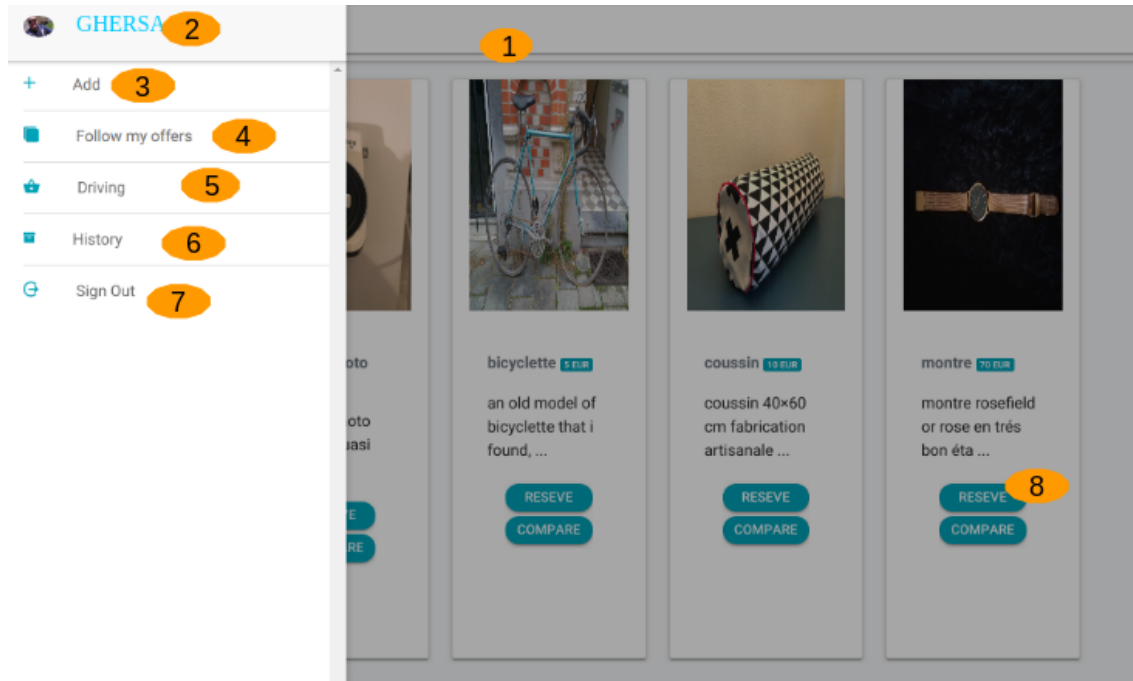 GHERSA 2
1
Add 3
Follow my offers 4
Driving 5
History 6
Sign Out 7
oto
oto
uasi
E
RE
bicyclette 5 EUR
an old model of
bicyclette that i
found, ...
RESEVE
COMPARE
coussin 10 EUR
coussin 40×60
cm fabrication
artisanale ...
RESEVE
COMPARE
montre 70 EUR
montre rosefield
or rose en trés
bon éta ...
RESEVE 8
COMPARE